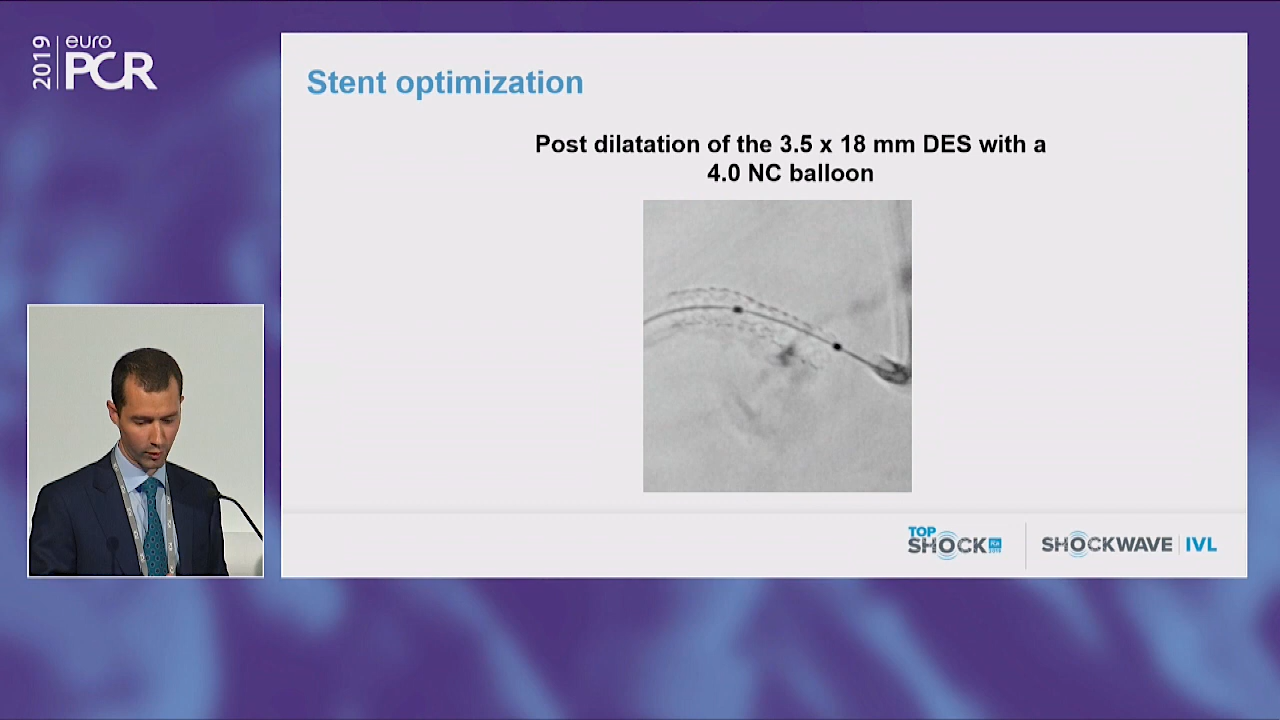 2019
euro
PCR
Stent optimization
Post dilatation of the 3.5 x 18 mm DES with a
4.0 NC balloon
TOP
SHOCK
SHOCKWAVE | IVL